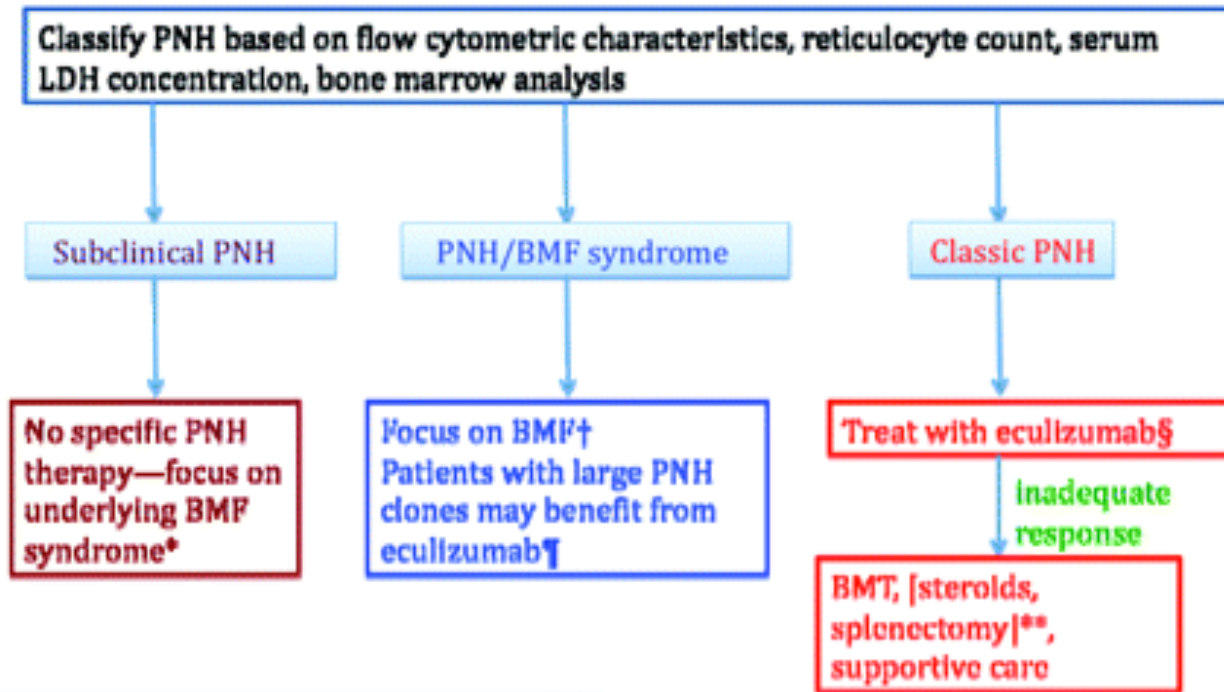 Classify PNH based on flow cytometric characteristics, reticulocyte count, serum
LDH concentration, bone marrow analysis
Subclinical PNH
PNH/BMF syndrome
Classic PNH
No specific PNH
therapy—focus on
underlying BMF
syndrome*
Focus on BMF†
Patients with large PNH
clones may benefit from
eculizumab¶
Treat with eculizumab§
inadequate
response
BMT, [steroids,
splenectomy]**,
supportive care